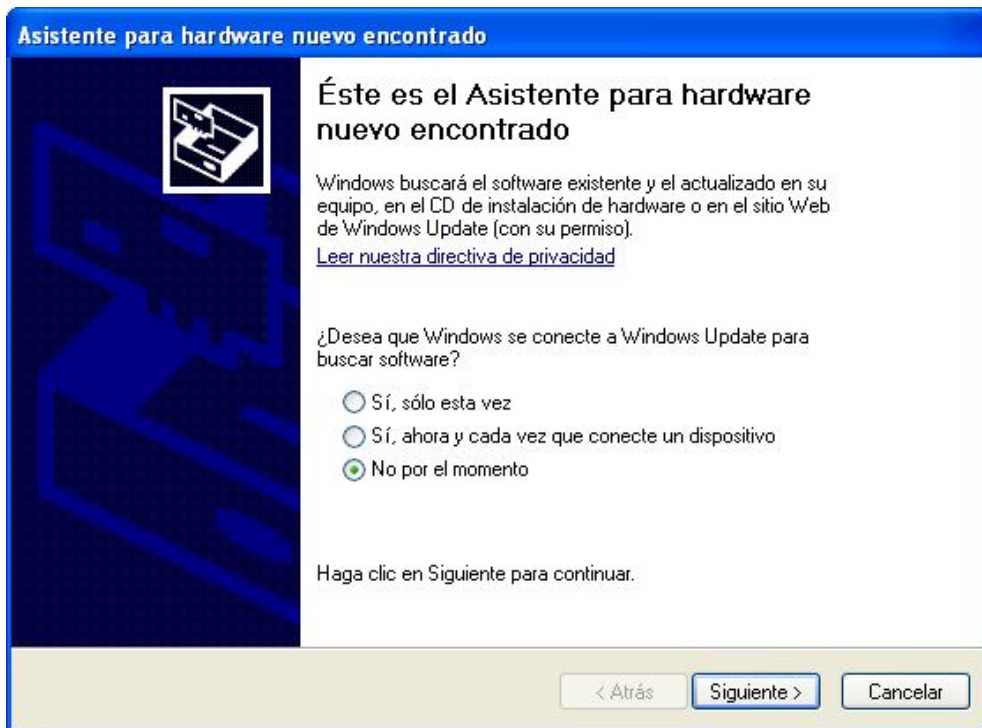 Asistente para hardware nuevo encontrado
Éste es el Asistente para hardware
nuevo encontrado
Windows buscará el software existente y el actualizado en su
equipo, en el CD de instalación de hardware o en el sitio Web
de Windows Update (con su permiso).
Leer nuestra directiva de privacidad
¿Desea que Windows se conecte a Windows Update para
buscar software?
Sí, sólo esta vez
Sí, ahora y cada vez que conecte un dispositivo
No por el momento
Haga clic en Siguiente para continuar.
< Atrás Siguiente > Cancelar